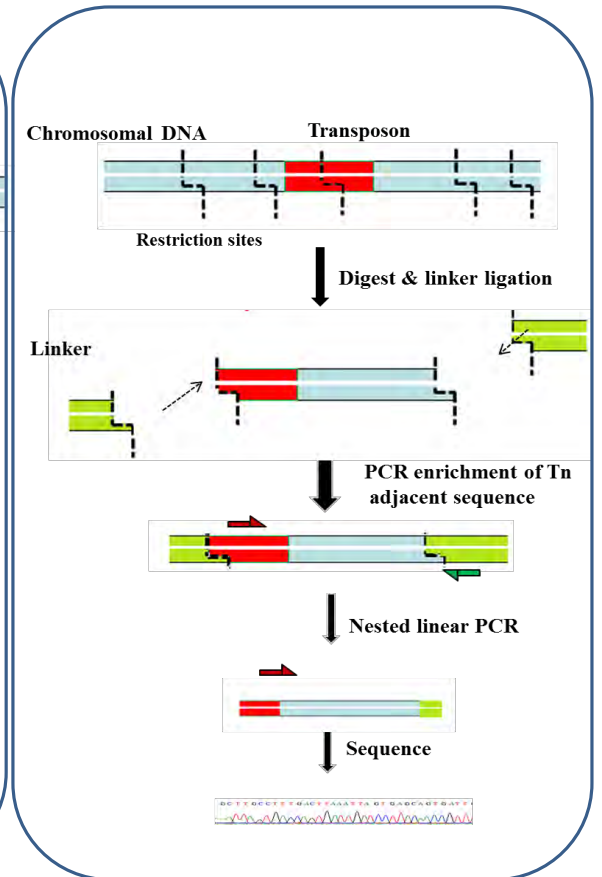 Chromosomal DNA
Transposon
Restriction sites
Digest & linker ligation
Linker
PCR enrichment of Tn
adjacent sequence
Nested linear PCR
Sequence